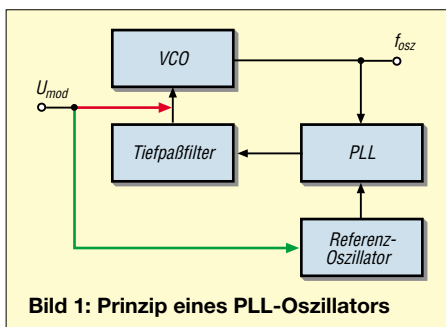 VCO
f_osz
U_mod
Tiefpaßfilter
PLL
Referenz-
Oszillator
Bild 1: Prinzip eines PLL-Oszillators